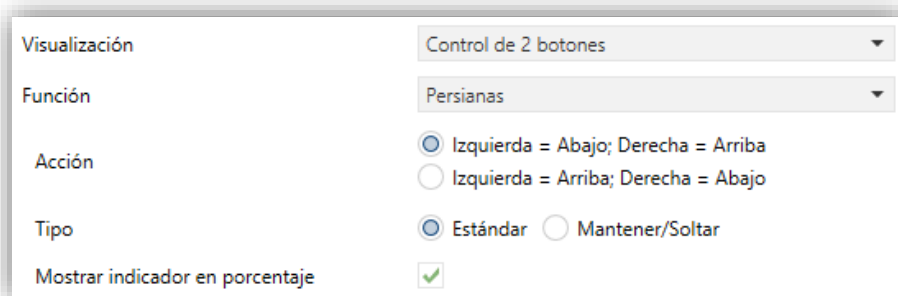 Visualización Control de 2 botones
Función Persianas
Acción
Izquierda = Abajo; Derecha = Arriba
Izquierda = Arriba; Derecha = Abajo
Tipo Estándar Mantener/Soltar
Mostrar indicador en porcentaje